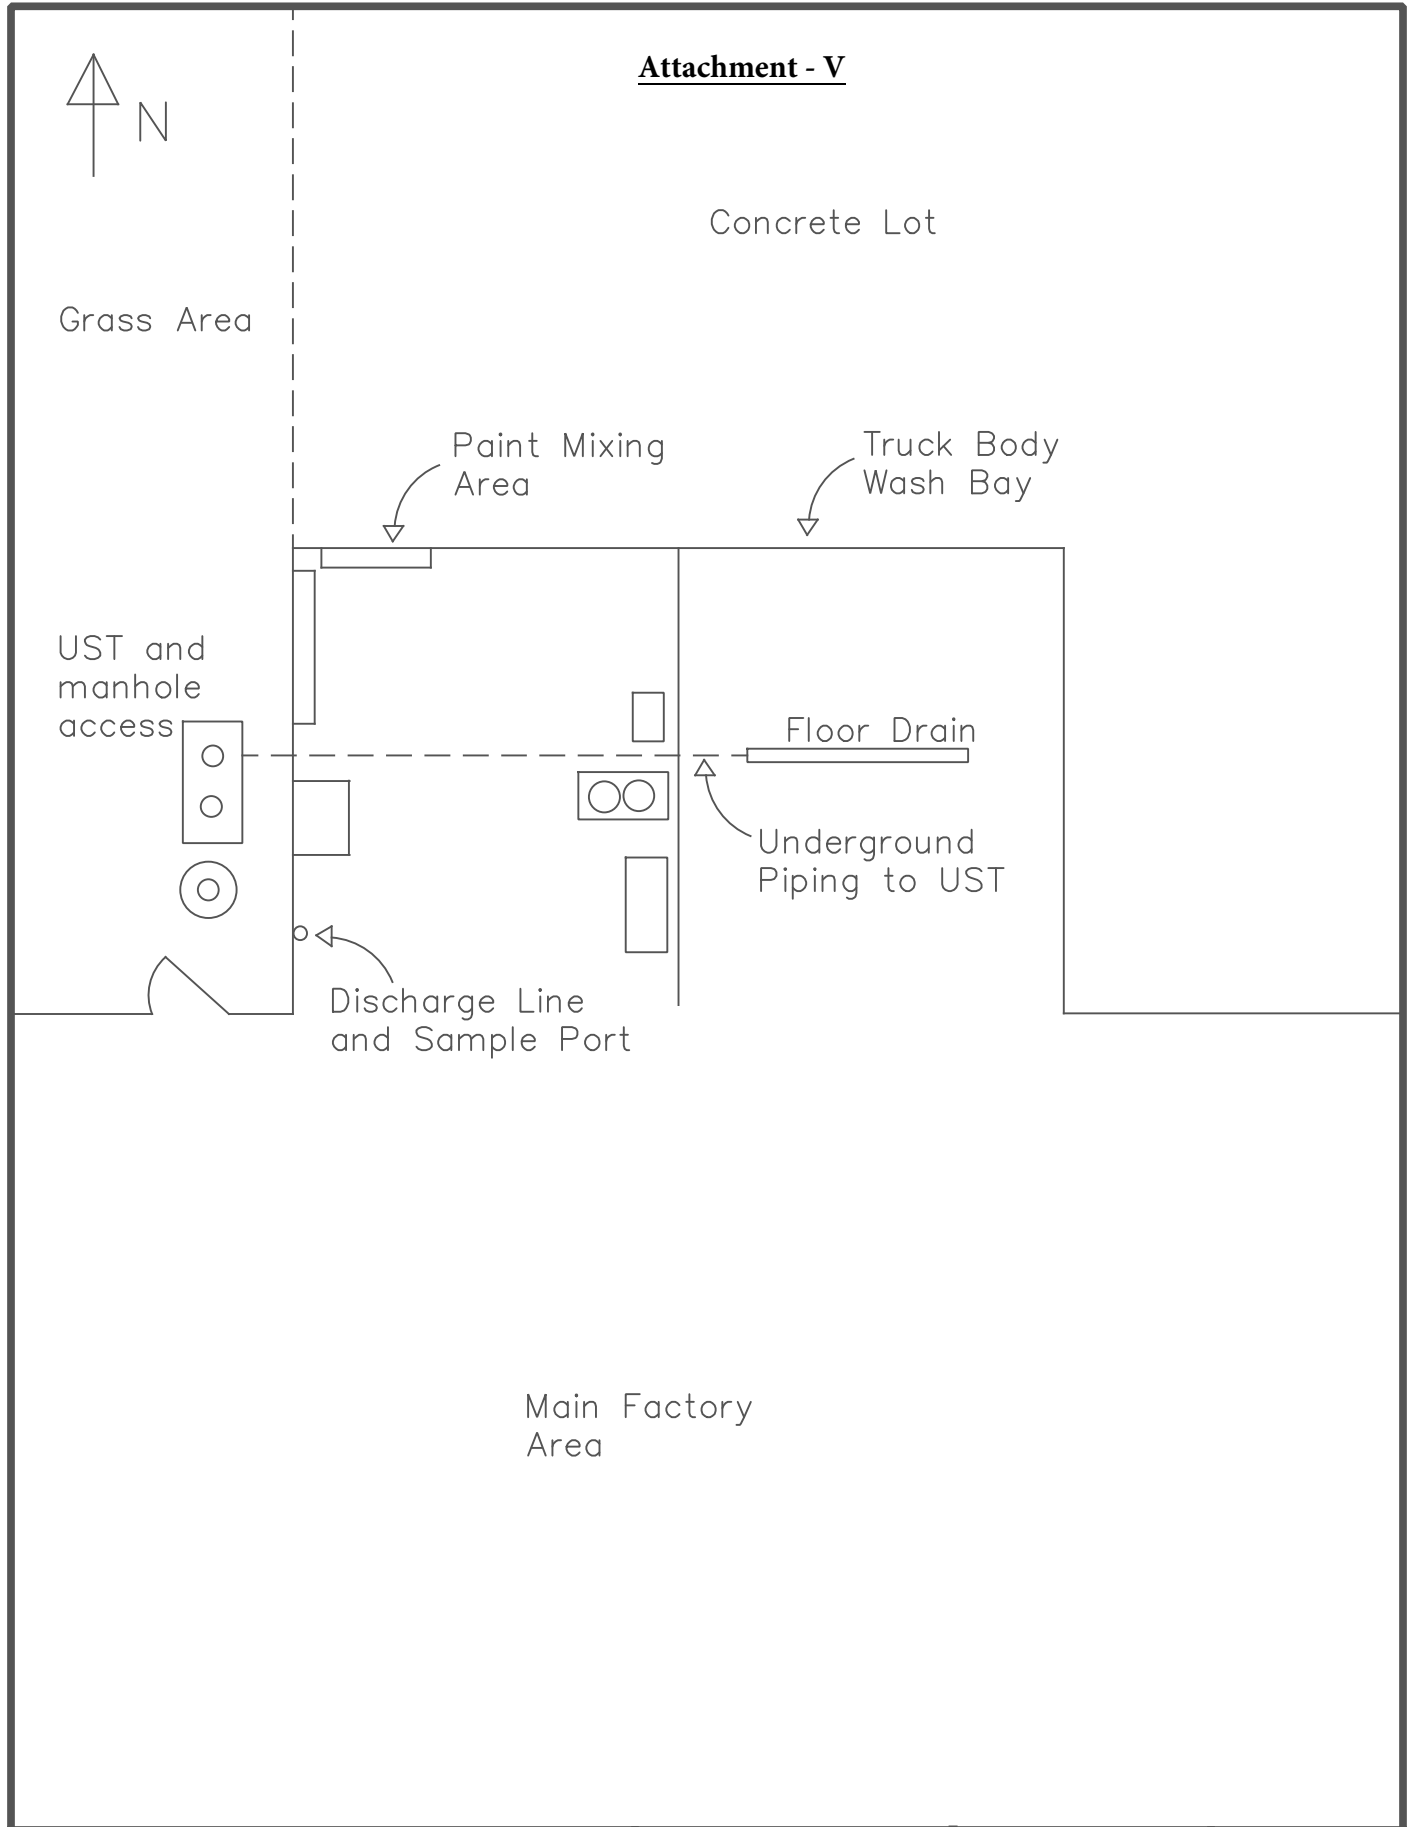 Attachment - V
N
Concrete Lot
Grass Area
Paint Mixing
Area
Truck Body
Wash Bay
UST and
manhole
access
Floor Drain
Underground
Piping to UST
Discharge Line
and Sample Port
Main Factory
Area